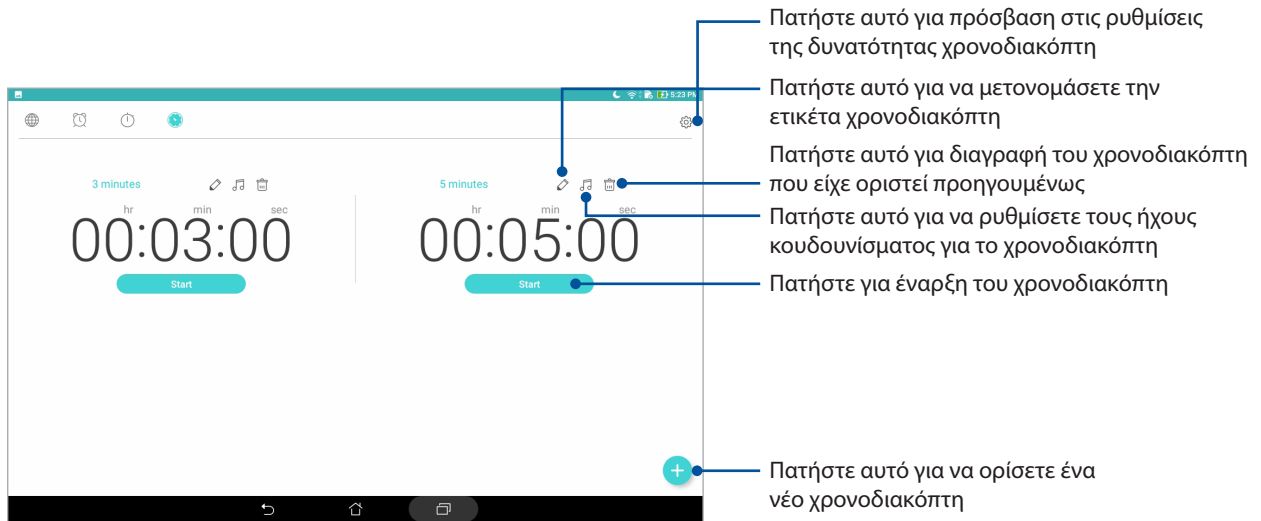 Πατήστε αυτό για πρόσβαση στις ρυθμίσεις
της δυνατότητας χρονοδιακόπτη
Πατήστε αυτό για να μετονομάσετε την
ετικέτα χρονοδιακόπτη
Πατήστε αυτό για διαγραφή του χρονοδιακόπτη
που είχε οριστεί προηγουμένως
Πατήστε αυτό για να ρυθμίσετε τους ήχους
κουδουνίσματος για το χρονοδιακόπτη
Πατήστε για έναρξη του χρονοδιακόπτη
Πατήστε αυτό για να ορίσετε ένα
νέο χρονοδιακόπτη
5:23 PM
3 minutes
hr min sec
00:03:00
Start
5 minutes
hr min sec
00:05:00
Start